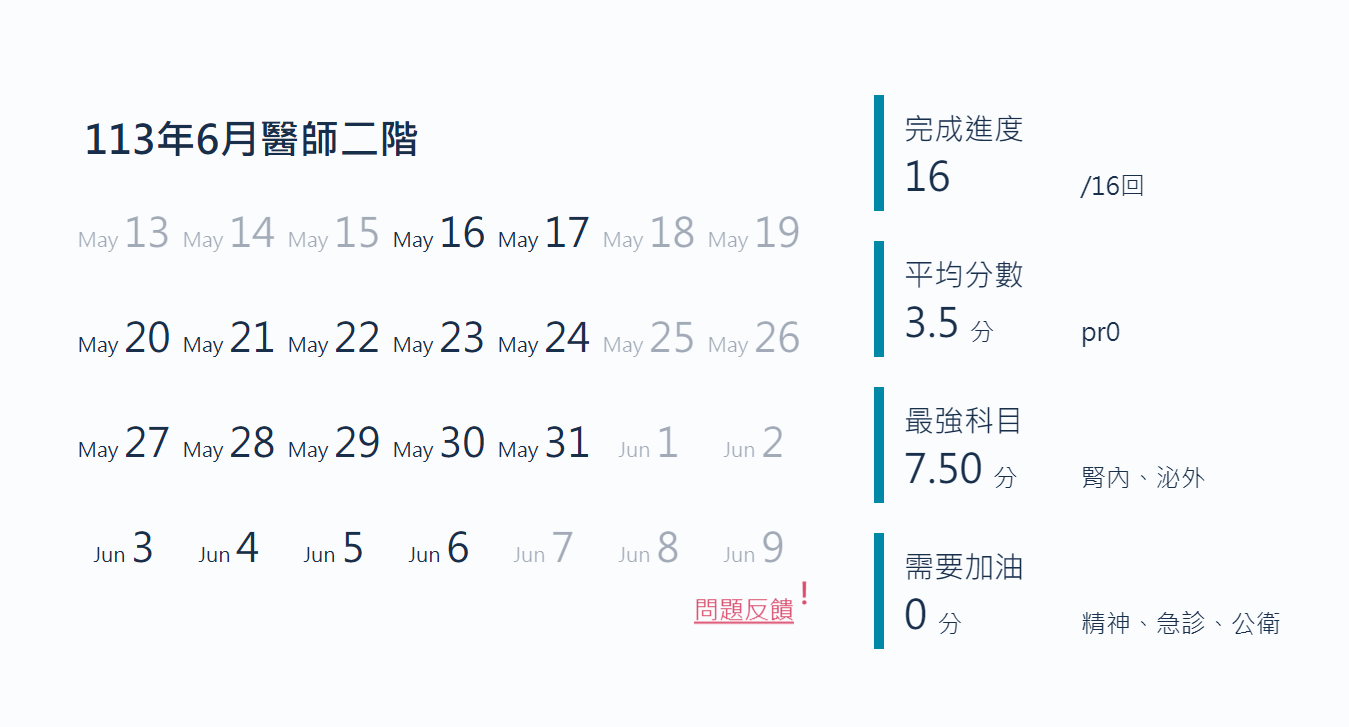 113年6月醫師二階
May 13 May 14 May 15 May 16 May 17 May 18 May 19
May 20 May 21 May 22 May 23 May 24 May 25 May 26
May 27 May 28 May 29 May 30 May 31 Jun 1 Jun 2
Jun 3 Jun 4 Jun 5 Jun 6 Jun 7 Jun 8 Jun 9
問題反饋!
完成進度
16 /16回
平均分數
3.5 分 pr0
最強科目
7.50 分 腎內、泌外
需要加油
0 分 精神、急診、公衛